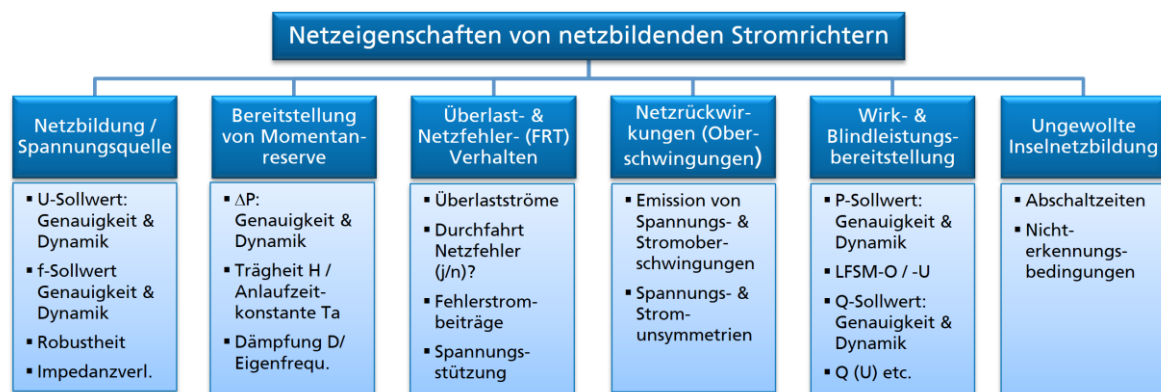 Netzeigenschaften von netzbildenden Stromrichtern
Netzbildung /
Spannungsquelle
▪ U-Sollwert:
Genauigkeit &
Dynamik
▪ f-Sollwert
Genauigkeit &
Dynamik
▪ Robustheit
▪ Impedanzverl.
Bereitstellung
von Momentan-
reserve
▪ ΔP:
Genauigkeit &
Dynamik
▪ Trägheit H /
Anlaufzeit-
konstante Ta
▪ Dämpfung D/
Eigenfrequ.
Überlast- &
Netzfehler- (FRT)
Verhalten
▪ Überlastströme
▪ Durchfahrt
Netzfehler
(j/n)?
▪ Fehlerstrom-
beiträge
▪ Spannungs-
stützung
Netzrückwir-
kungen (Ober-
schwingungen)
▪ Emission von
Spannungs- &
Stromober-
schwingungen
▪ Spannungs- &
Strom-
unsymmetrien
Wirk- &
Blindleistungs-
bereitstellung
▪ P-Sollwert:
Genauigkeit &
Dynamik
▪ LFSM-O / -U
▪ Q-Sollwert:
Genauigkeit &
Dynamik
▪ Q (U) etc.
Ungewollte
Inselnetzbildung
▪ Abschaltzeiten
▪ Nicht-
erkennungs-
bedingungen